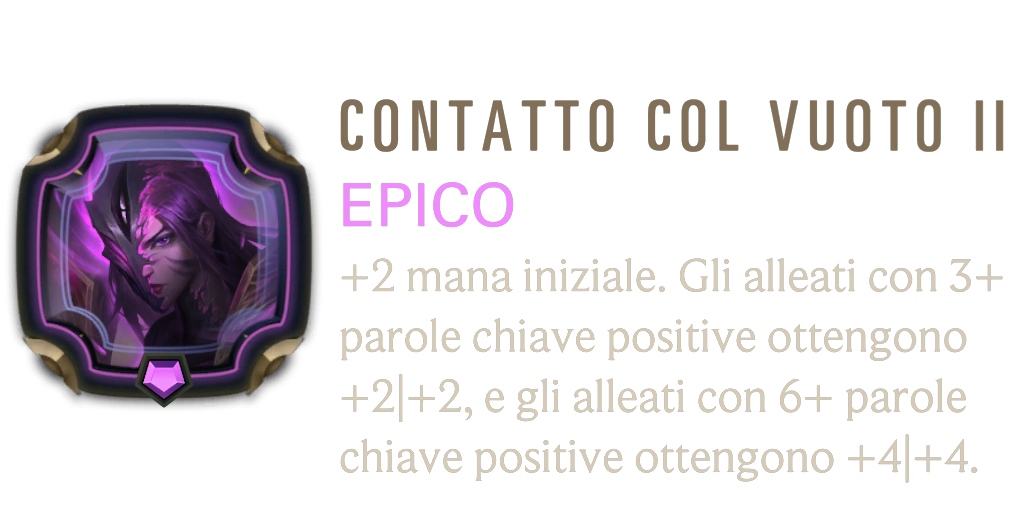 CONTATTO COL VUOTO II
EPICO
+2 mana iniziale. Gli alleati con 3+
parole chiave positive ottengono
+2|+2, e gli alleati con 6+ parole
chiave positive ottengono +4|+4.